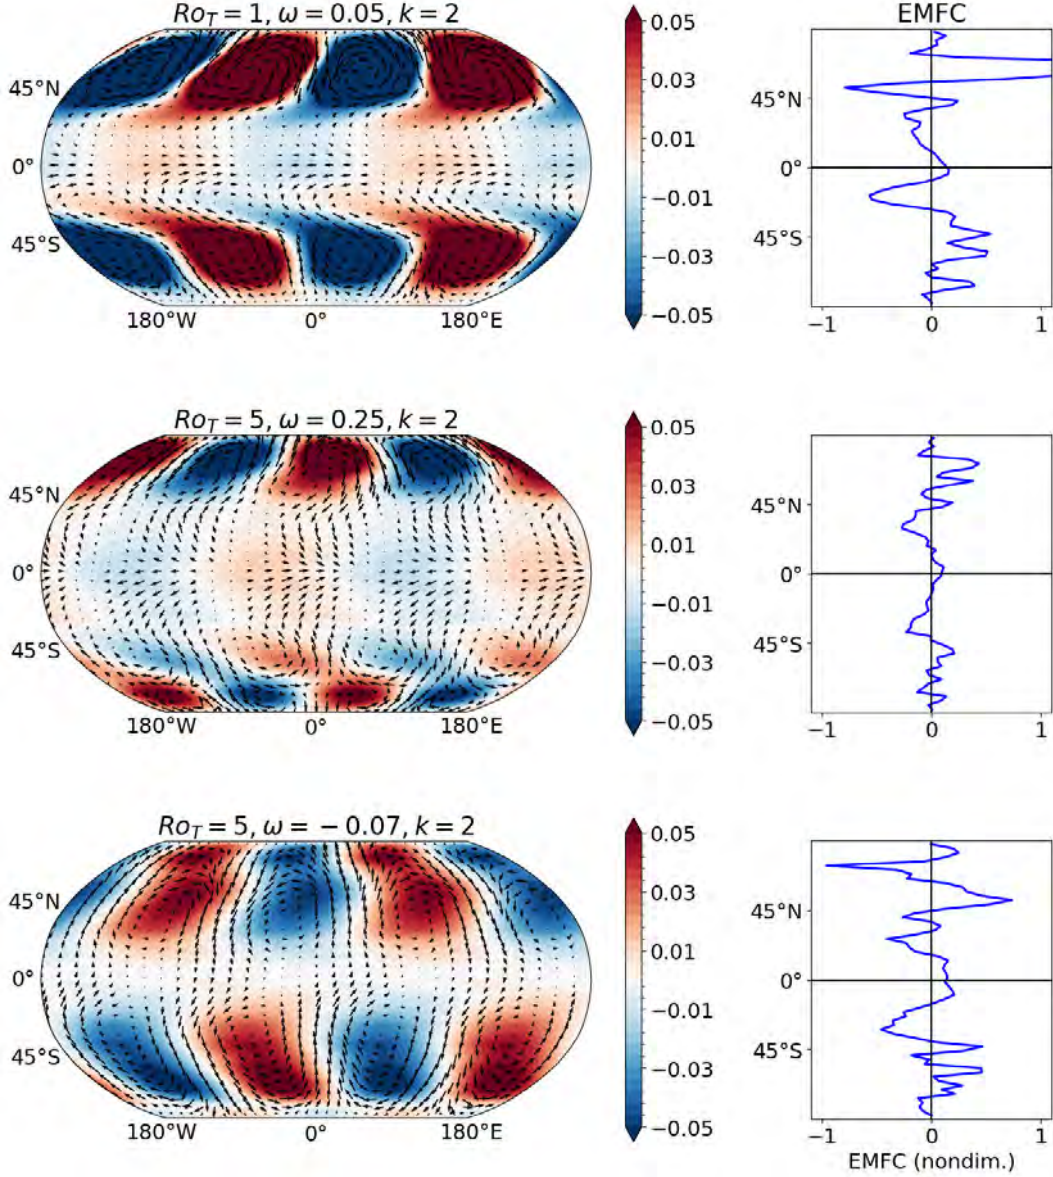 Ro_T = 1, ω = 0.05, k = 2
EMFC
45°N
0°
45°S
180°W 0° 180°E
0.05
0.03
0.01
−0.01
−0.03
−0.05
45°N
0°
45°S
−1 0 1
Ro_T = 5, ω = 0.25, k = 2
45°N
0°
45°S
180°W 0° 180°E
0.05
0.03
0.01
−0.01
−0.03
−0.05
45°N
0°
45°S
−1 0 1
Ro_T = 5, ω = −0.07, k = 2
45°N
0°
45°S
180°W 0° 180°E
0.05
0.03
0.01
−0.01
−0.03
−0.05
45°N
0°
45°S
−1 0 1
EMFC (nondim.)